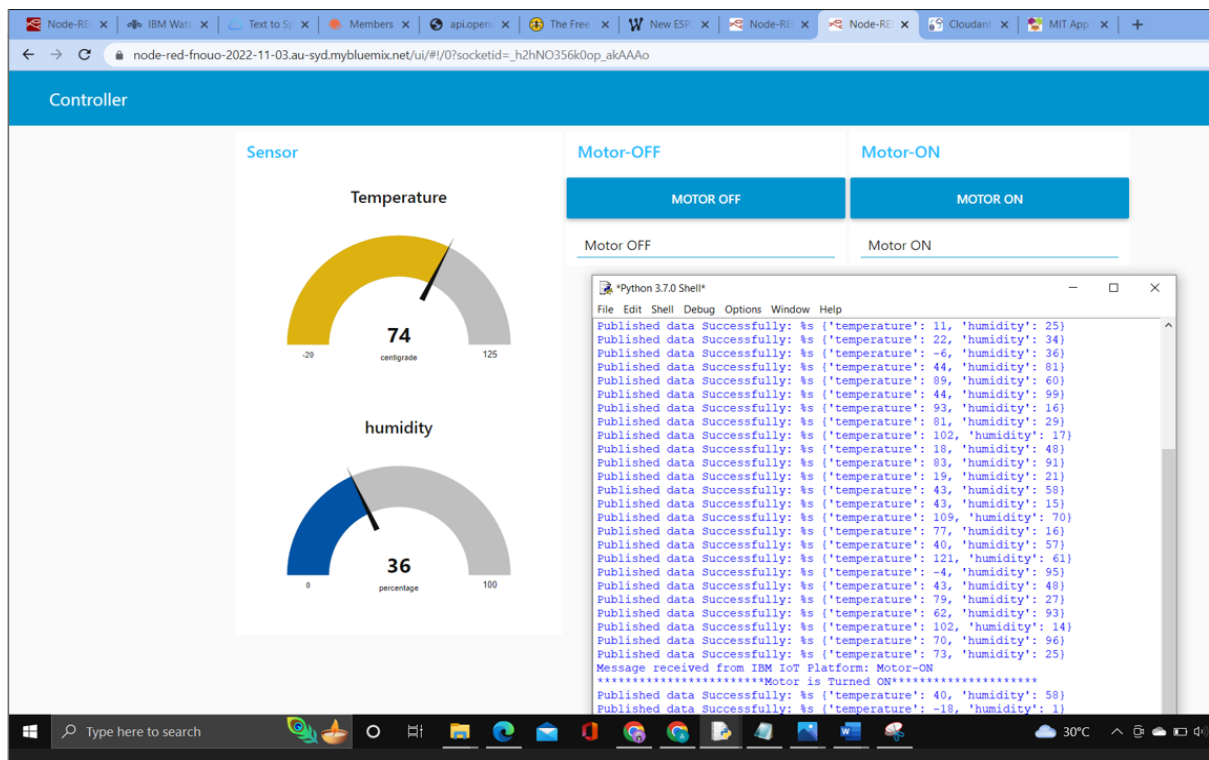 Node-RE
IBM Wats
Text to Sp
Members
api.openw
The Free
New ESP
Node-RE
Node-RE
Cloudant
MIT App
node-red-fnouo-2022-11-03.au-syd.mybluemix.net/ui/#!/0?socketid=_h2hNO356k0op_akAAAo
Controller
Sensor
Temperature
74
centigrade
-20
125
humidity
36
percentage
0
100
Motor-OFF
MOTOR OFF
Motor OFF
Motor-ON
MOTOR ON
Motor ON
*Python 3.7.0 Shell*
File Edit Shell Debug Options Window Help
Published data Successfully: %s {'temperature': 11, 'humidity': 25}
Published data Successfully: %s {'temperature': 22, 'humidity': 34}
Published data Successfully: %s {'temperature': -6, 'humidity': 36}
Published data Successfully: %s {'temperature': 44, 'humidity': 81}
Published data Successfully: %s {'temperature': 89, 'humidity': 60}
Published data Successfully: %s {'temperature': 44, 'humidity': 99}
Published data Successfully: %s {'temperature': 93, 'humidity': 16}
Published data Successfully: %s {'temperature': 81, 'humidity': 29}
Published data Successfully: %s {'temperature': 102, 'humidity': 17}
Published data Successfully: %s {'temperature': 18, 'humidity': 48}
Published data Successfully: %s {'temperature': 83, 'humidity': 91}
Published data Successfully: %s {'temperature': 19, 'humidity': 21}
Published data Successfully: %s {'temperature': 43, 'humidity': 58}
Published data Successfully: %s {'temperature': 43, 'humidity': 15}
Published data Successfully: %s {'temperature': 109, 'humidity': 70}
Published data Successfully: %s {'temperature': 77, 'humidity': 16}
Published data Successfully: %s {'temperature': 40, 'humidity': 57}
Published data Successfully: %s {'temperature': 121, 'humidity': 61}
Published data Successfully: %s {'temperature': -4, 'humidity': 95}
Published data Successfully: %s {'temperature': 43, 'humidity': 48}
Published data Successfully: %s {'temperature': 79, 'humidity': 27}
Published data Successfully: %s {'temperature': 62, 'humidity': 93}
Published data Successfully: %s {'temperature': 102, 'humidity': 14}
Published data Successfully: %s {'temperature': 70, 'humidity': 96}
Published data Successfully: %s {'temperature': 73, 'humidity': 25}
Message received from IBM IoT Platform: Motor-ON
************************Motor is Turned ON*********************
Published data Successfully: %s {'temperature': 40, 'humidity': 58}
Published data Successfully: %s {'temperature': -18, 'humidity': 1}
Type here to search
30°C